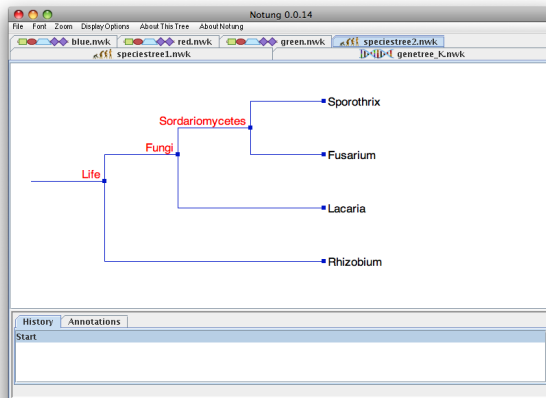 Notung 0.0.14
File Font Zoom Display Options About This Tree About Notung
blue.nwk red.nwk green.nwk speciestree2.nwk
speciestree1.nwk genetree_K.nwk
Sporothrix
Sordariomycetes
Fungi
Fusarium
Life
Lacaria
Rhizobium
History Annotations
Start